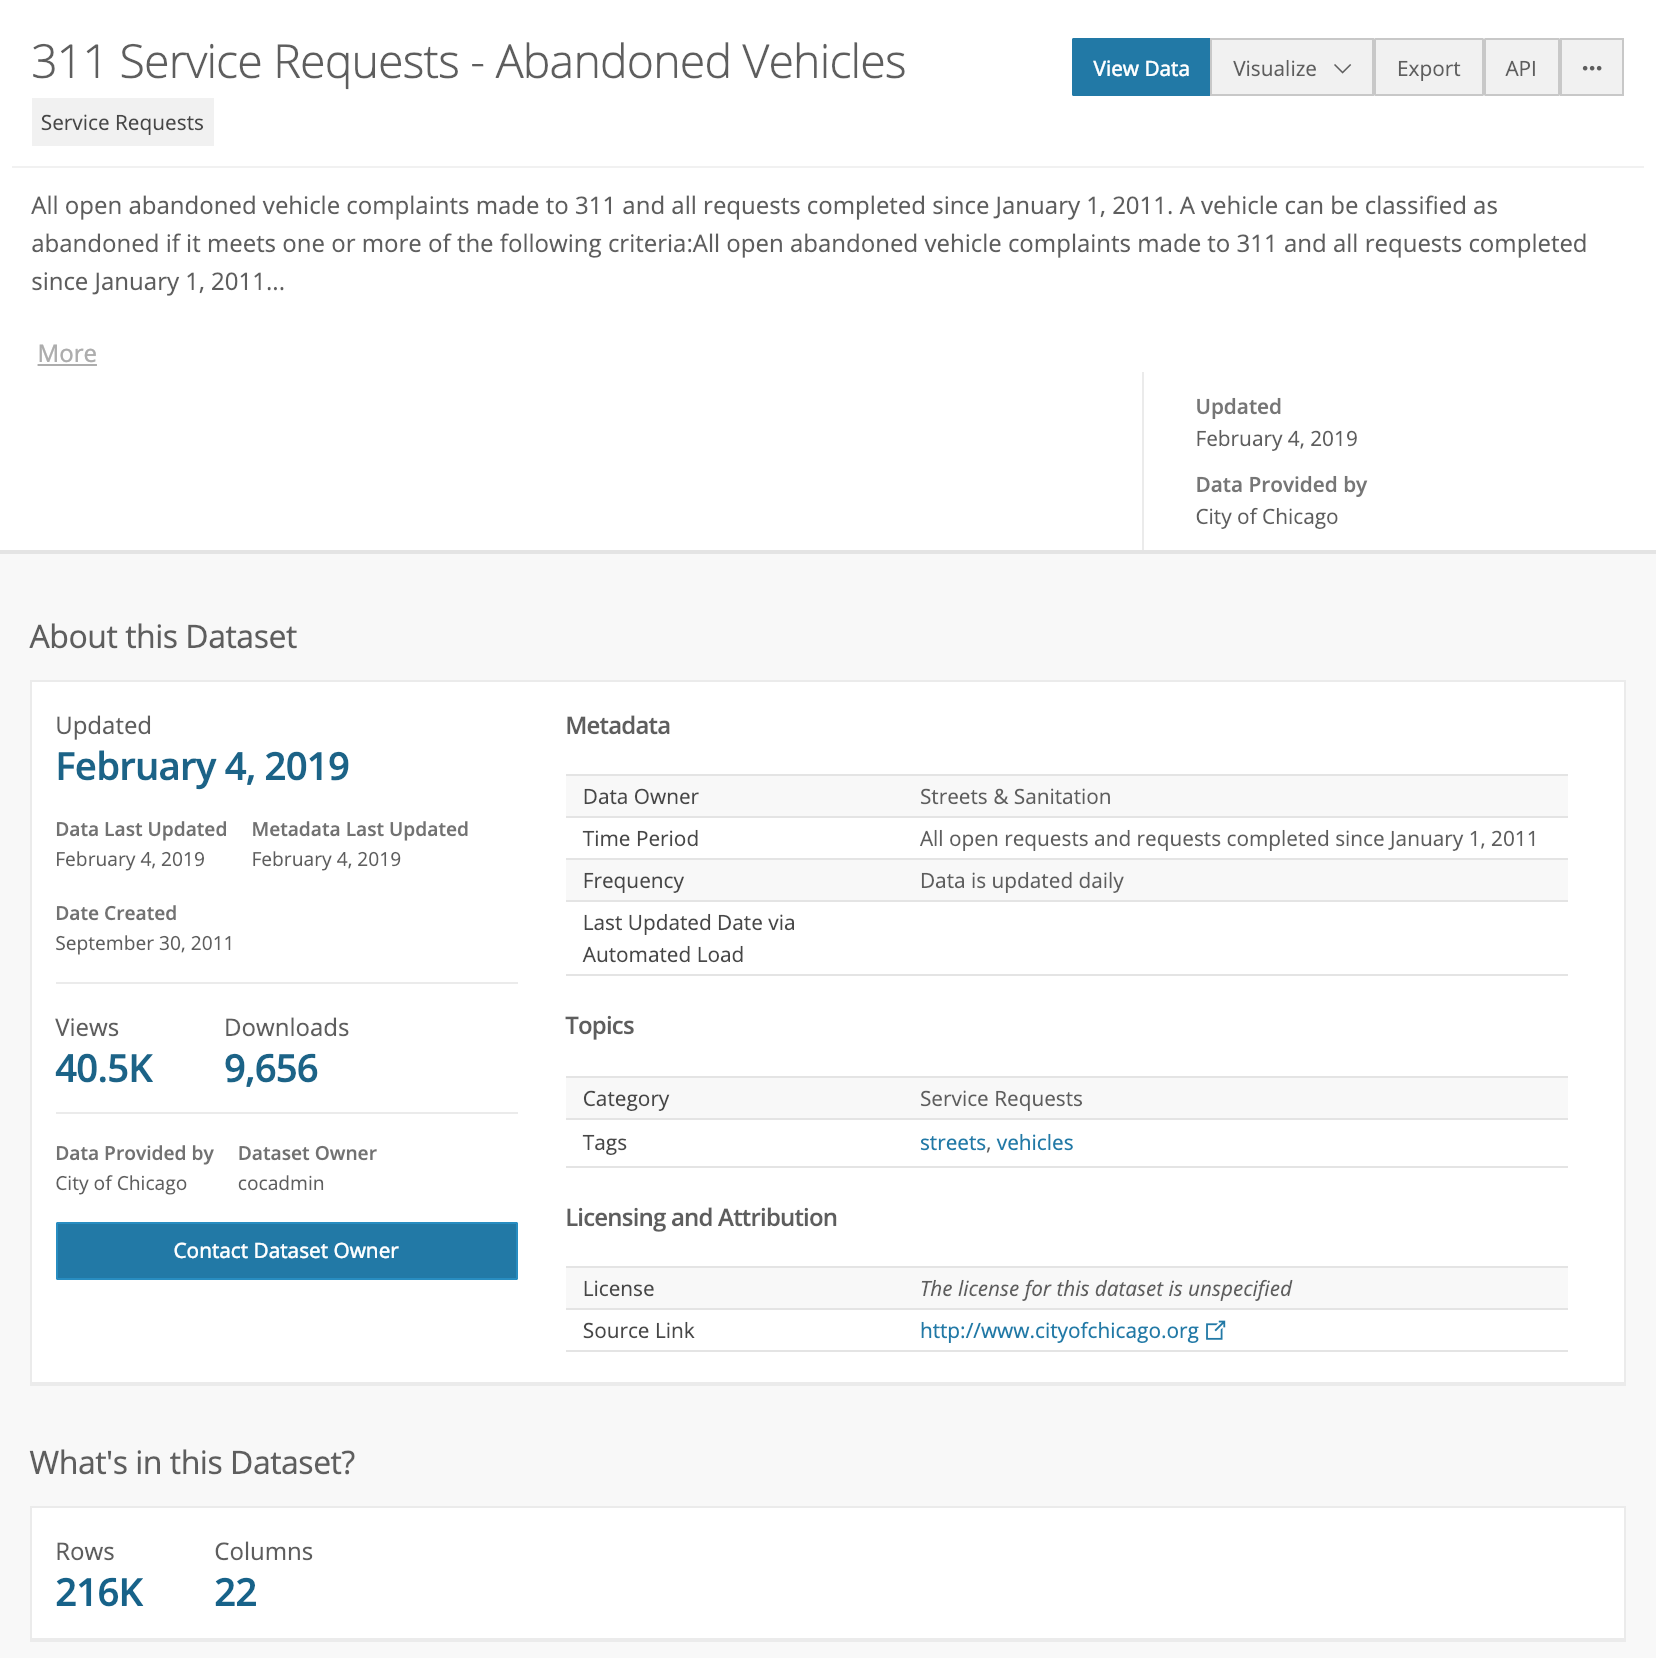 311 Service Requests - Abandoned Vehicles
View Data
Visualize
Export
API
Service Requests
All open abandoned vehicle complaints made to 311 and all requests completed since January 1, 2011. A vehicle can be classified as
abandoned if it meets one or more of the following criteria:All open abandoned vehicle complaints made to 311 and all requests completed
since January 1, 2011...
More
Updated
February 4, 2019
Data Provided by
City of Chicago
About this Dataset
Updated
February 4, 2019
Data Last Updated Metadata Last Updated
February 4, 2019 February 4, 2019
Date Created
September 30, 2011
Views Downloads
40.5K 9,656
Data Provided by Dataset Owner
City of Chicago cocadmin
Contact Dataset Owner
Metadata
Data Owner Streets & Sanitation
Time Period All open requests and requests completed since January 1, 2011
Frequency Data is updated daily
Last Updated Date via
Automated Load
Topics
Category Service Requests
Tags streets, vehicles
Licensing and Attribution
License The license for this dataset is unspecified
Source Link http://www.cityofchicago.org
What's in this Dataset?
Rows Columns
216K 22